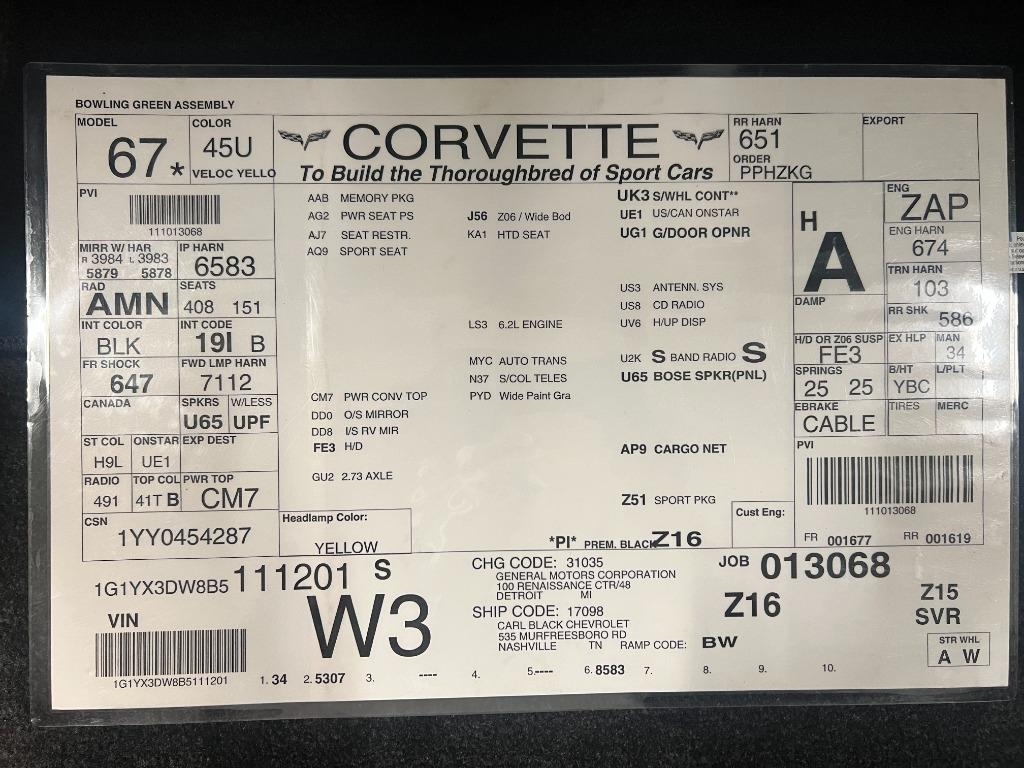 BOWLING GREEN ASSEMBLY
MODEL
67*
COLOR
45U
VELOC YELLO
CORVETTE
To Build the Thoroughbred of Sport Cars
RR HARN
651
ORDER
PPHZKG
EXPORT
PVI
111013068
MIRR W/ HAR
R 3984 L 3983
5879 5878
IP HARN
6583
RAD
AMN
SEATS
408 151
INT COLOR
BLK
INT CODE
19I B
FR SHOCK
647
FWD LMP HARN
7112
CANADA
SPKRS
U65
W/LESS
UPF
ST COL
H9L
ONSTAR
UE1
EXP DEST
RADIO
491
TOP COL
41T B
PWR TOP
CM7
CSN
1YY0454287
AAB MEMORY PKG
AG2 PWR SEAT PS
AJ7 SEAT RESTR.
AQ9 SPORT SEAT
CM7 PWR CONV TOP
DD0 O/S MIRROR
DD8 I/S RV MIR
FE3 H/D
GU2 2.73 AXLE
Headlamp Color:
YELLOW
J56 Z06 / Wide Bod
KA1 HTD SEAT
LS3 6.2L ENGINE
MYC AUTO TRANS
N37 S/COL TELES
PYD Wide Paint Gra
UK3 S/WHL CONT**
UE1 US/CAN ONSTAR
UG1 G/DOOR OPNR
US3 ANTENN. SYS
US8 CD RADIO
UV6 H/UP DISP
U2K S BAND RADIO S
U65 BOSE SPKR(PNL)
AP9 CARGO NET
Z51 SPORT PKG
*PI* PREM. BLACK Z16
Cust Eng:
H
A
DAMP
ENG
ZAP
ENG HARN
674
TRN HARN
103
RR SHK
586
H/D OR Z06 SUSP
FE3
EX HLP
MAN
34
SPRINGS
25 25
B/HT
YBC
L/PLT
EBRAKE
CABLE
TIRES
MERC
PVI
111013068
FR 001677 RR 001619
1G1YX3DW8B5 111201 S
VIN
1G1YX3DW8B5111201
W3
CHG CODE: 31035
GENERAL MOTORS CORPORATION
100 RENAISSANCE CTR/48
DETROIT MI
SHIP CODE: 17098
CARL BLACK CHEVROLET
535 MURFREESBORO RD
NASHVILLE TN RAMP CODE: BW
JOB 013068
Z16
Z15
SVR
STR WHL
A W
1. 34 2. 5307 3. ---- 4. 5.---- 6. 8583 7. 8. 9. 10.